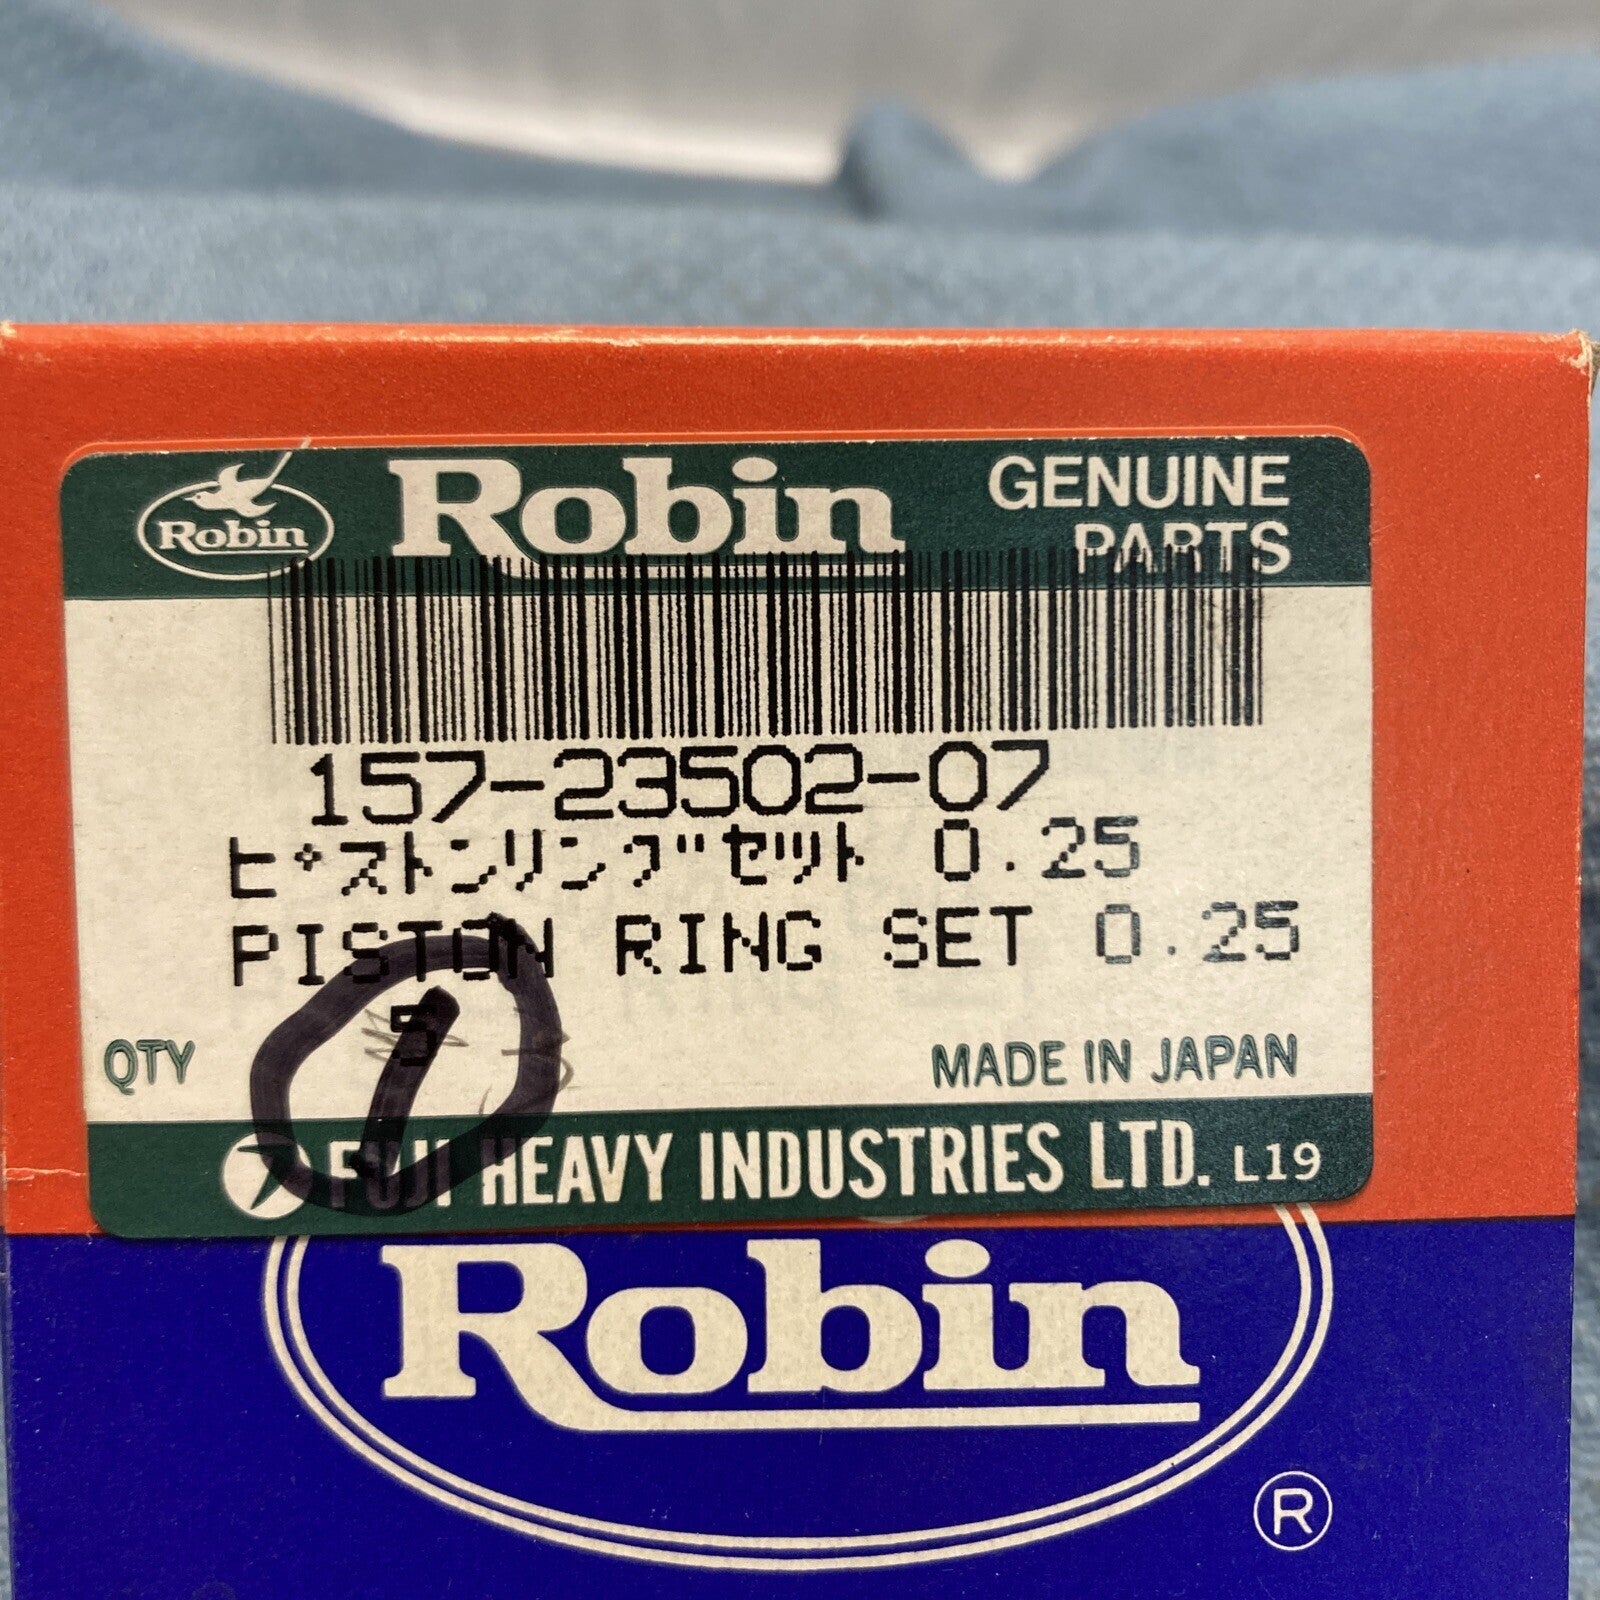 Robin
Robin
GENUINE
PARTS
157-23502-07
ピストンリングセット 0.25
PISTON RING SET 0.25
5
1
QTY
MADE IN JAPAN
FUJI HEAVY INDUSTRIES LTD. L19
Robin
®